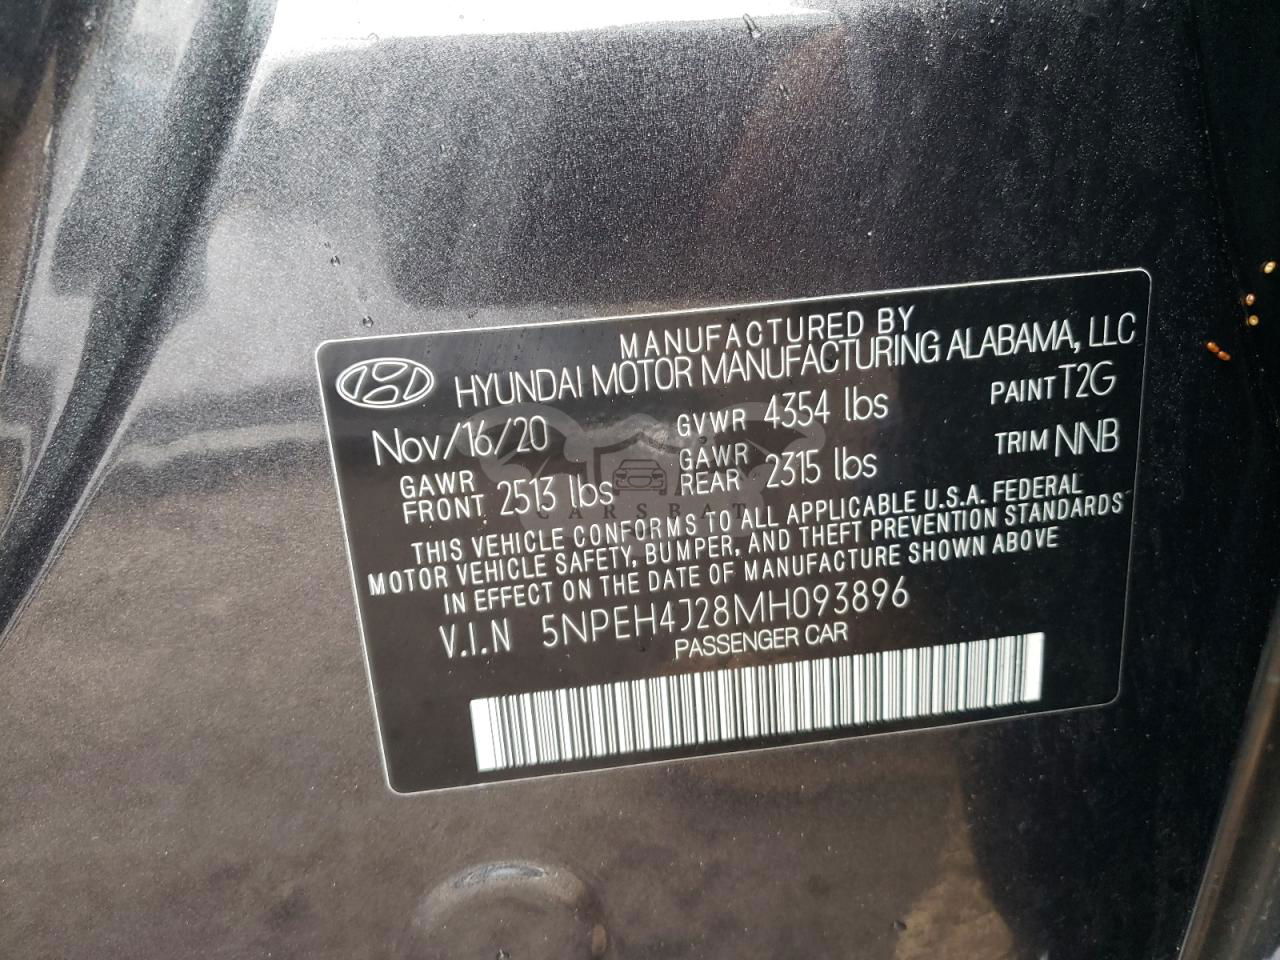 MANUFACTURED BY
HYUNDAI MOTOR MANUFACTURING ALABAMA, LLC
Nov/16/20 GVWR 4354 lbs PAINT T2G
GAWR FRONT 2513 lbs GAWR REAR 2315 lbs TRIM NNB
THIS VEHICLE CONFORMS TO ALL APPLICABLE U.S.A. FEDERAL
MOTOR VEHICLE SAFETY, BUMPER, AND THEFT PREVENTION STANDARDS
IN EFFECT ON THE DATE OF MANUFACTURE SHOWN ABOVE
V.I.N 5NPEH4J28MH093896
PASSENGER CAR
CARSBAT